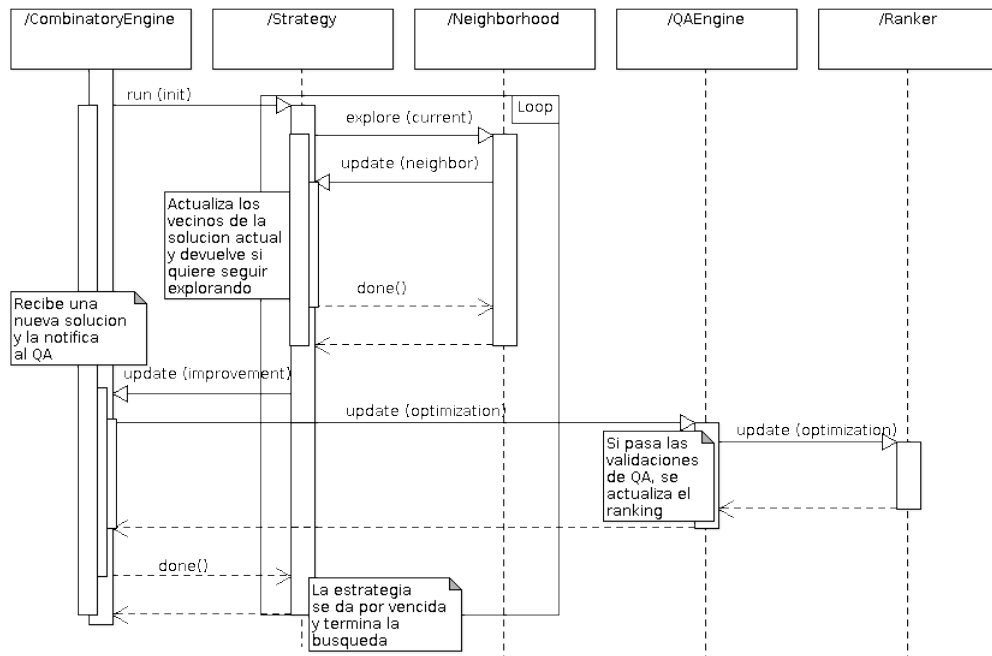 /CombinatoryEngine
/Strategy
/Neighborhood
/QAEngine
/Ranker
run (init)
Loop
explore (current)
update (neighbor)
Actualiza los
vecinos de la
solucion actual
y devuelve si
quiere seguir
explorando
done()
Recibe una
nueva solucion
y la notifica
al QA
update (improvement)
update (optimization)
update (optimization)
Si pasa las
validaciones
de QA, se
actualiza el
ranking
done()
La estrategia
se da por vencida
y termina la
busqueda